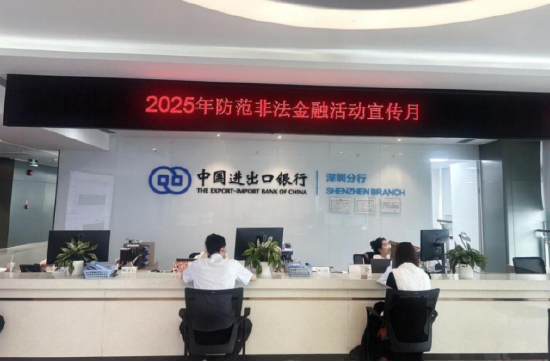 2025年防范非法金融活动宣传月
中国进出口银行
THE EXPORT-IMPORT BANK OF CHINA
深圳分行
SHENZHEN BRANCH